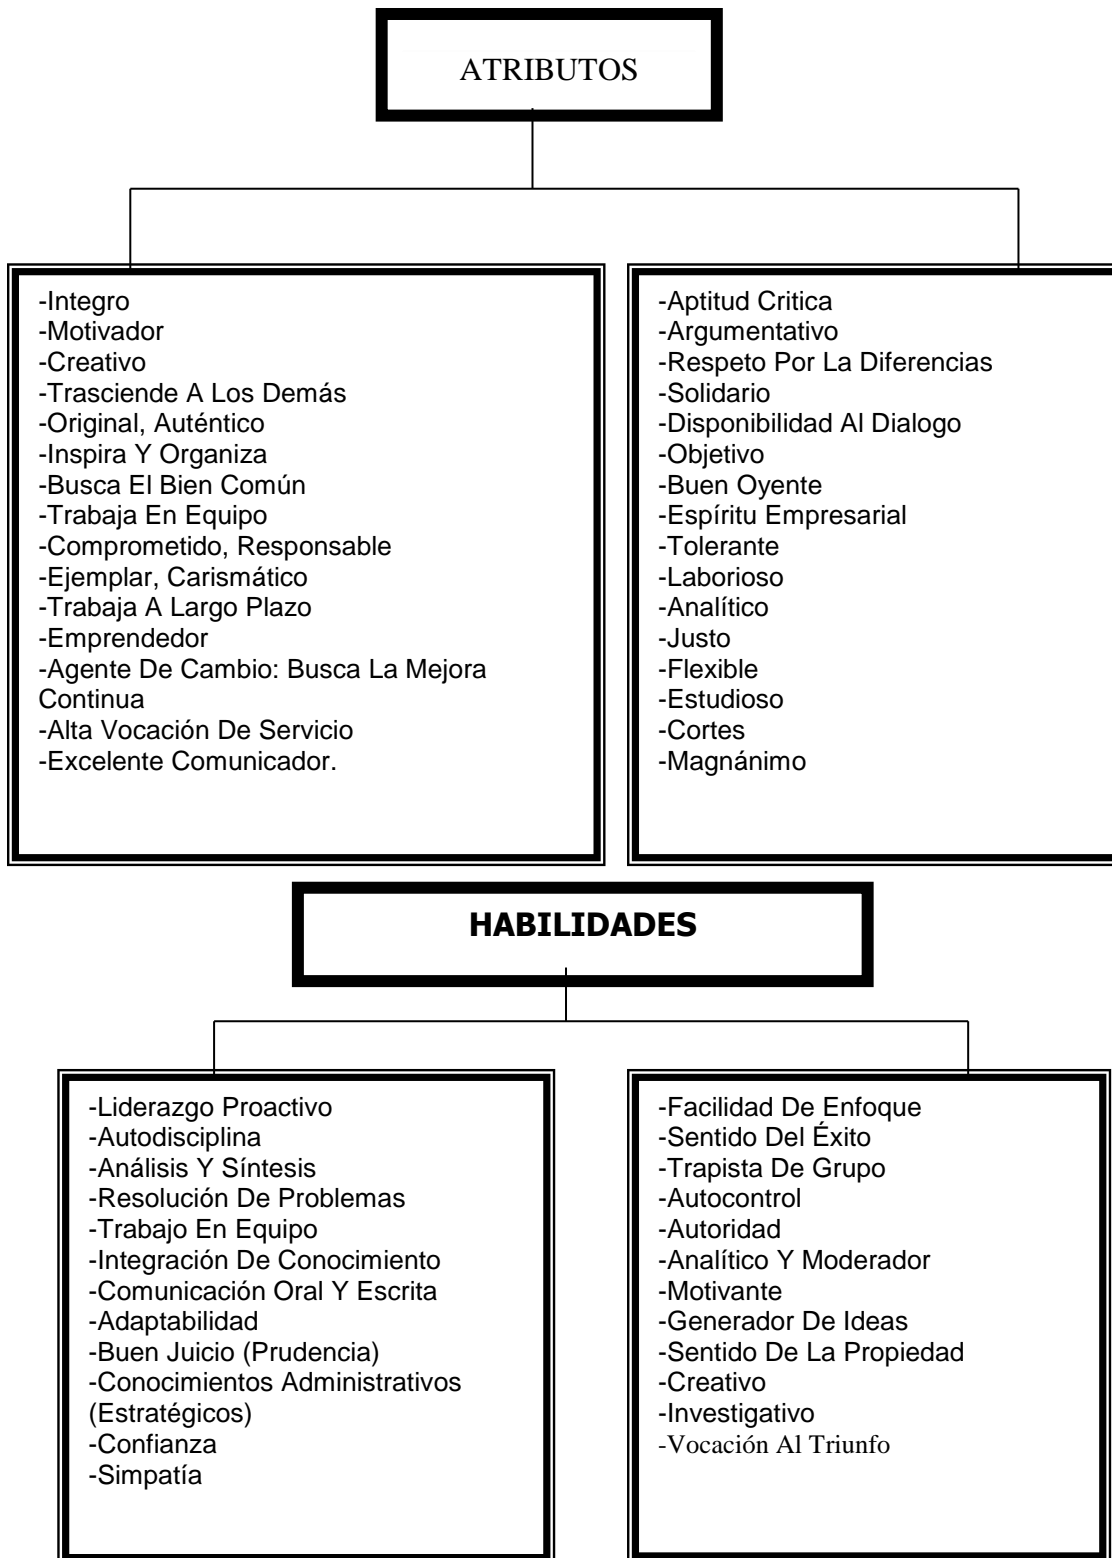 ATRIBUTOS
-Integro
-Motivador
-Creativo
-Trasciende A Los Demás
-Original, Auténtico
-Inspira Y Organiza
-Busca El Bien Común
-Trabaja En Equipo
-Comprometido, Responsable
-Ejemplar, Carismático
-Trabaja A Largo Plazo
-Emprendedor
-Agente De Cambio: Busca La Mejora
Continua
-Alta Vocación De Servicio
-Excelente Comunicador.
-Aptitud Critica
-Argumentativo
-Respeto Por La Diferencias
-Solidario
-Disponibilidad Al Dialogo
-Objetivo
-Buen Oyente
-Espíritu Empresarial
-Tolerante
-Laborioso
-Analítico
-Justo
-Flexible
-Estudioso
-Cortes
-Magnánimo
HABILIDADES
-Liderazgo Proactivo
-Autodisciplina
-Análisis Y Síntesis
-Resolución De Problemas
-Trabajo En Equipo
-Integración De Conocimiento
-Comunicación Oral Y Escrita
-Adaptabilidad
-Buen Juicio (Prudencia)
-Conocimientos Administrativos
(Estratégicos)
-Confianza
-Simpatía
-Facilidad De Enfoque
-Sentido Del Éxito
-Trapista De Grupo
-Autocontrol
-Autoridad
-Analítico Y Moderador
-Motivante
-Generador De Ideas
-Sentido De La Propiedad
-Creativo
-Investigativo
-Vocación Al Triunfo